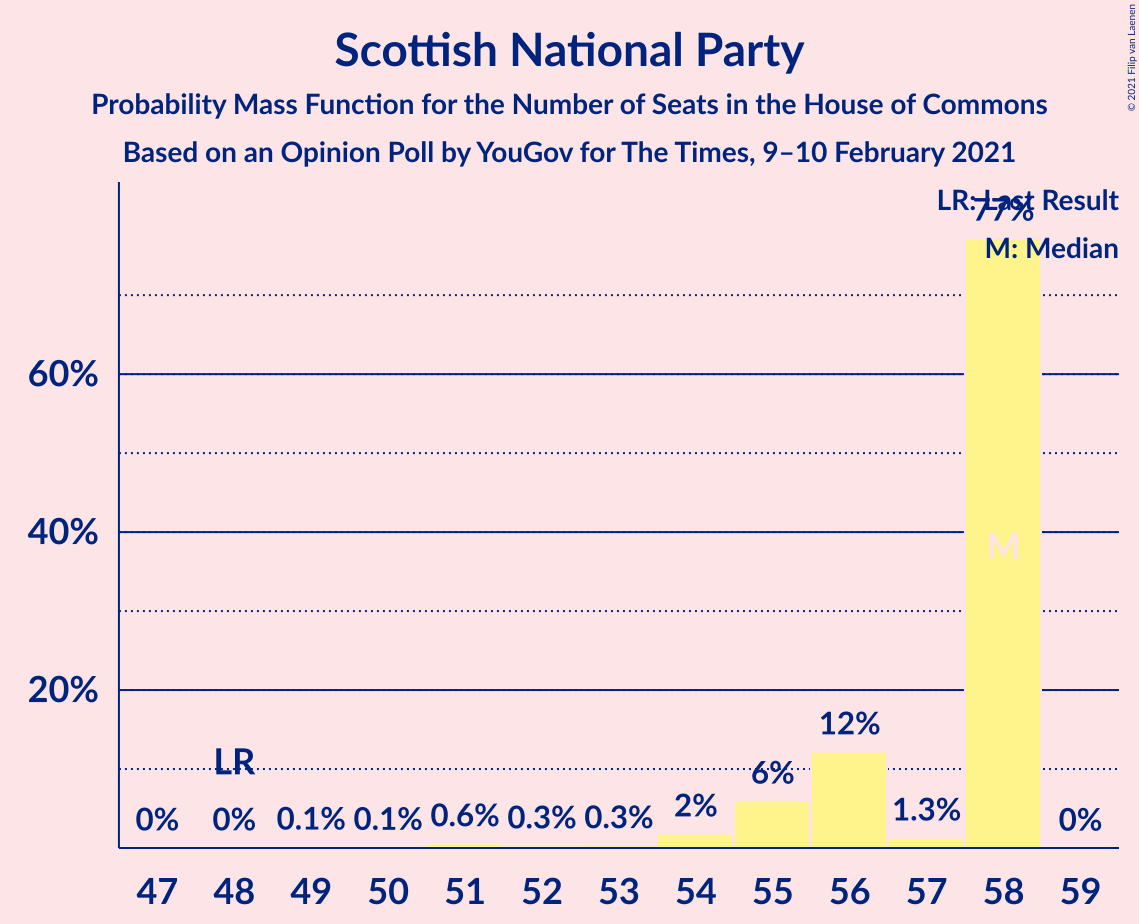 Scottish National Party
Probability Mass Function for the Number of Seats in the House of Commons
Based on an Opinion Poll by YouGov for The Times, 9–10 February 2021
© 2021 Filip van Laenen
LR: Last Result
77%
M: Median
60%
40%
M
20%
12%
LR
6%
0% 0% 0.1% 0.1% 0.6% 0.3% 0.3% 2% 1.3% 0%
47 48 49 50 51 52 53 54 55 56 57 58 59